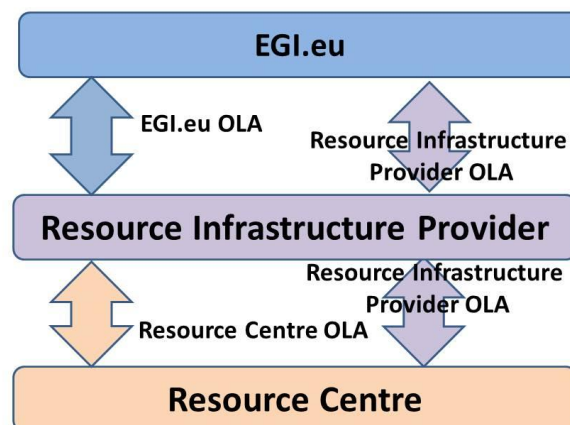 EGI.eu
EGI.eu OLA
Resource Infrastructure
Provider OLA
Resource Infrastructure Provider
Resource Infrastructure
Provider OLA
Resource Centre OLA
Resource Centre